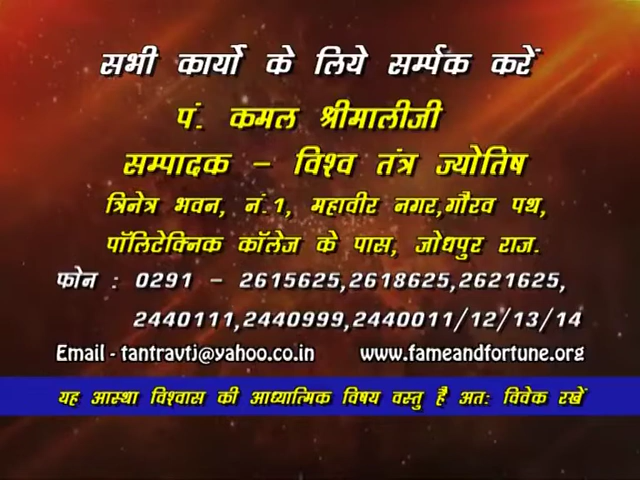 सभी कार्यो के लिये सर्म्पक करें
पं. कमल श्रीमालीजी
सम्पादक – विश्व तंत्र ज्योतिष
त्रिनेत्र भवन, नं.1, महावीर नगर,गौरव पथ,
पॉलिटेक्निक कॉलेज के पास, जोधपुर राज.
फोन : 0291 – 2615625,2618625,2621625,
2440111,2440999,2440011/12/13/14
Email - tantravtj@yahoo.co.in www.fameandfortune.org
यह आस्था विश्वास की आध्यात्मिक विषय वस्तु है अत: विवेक रखें